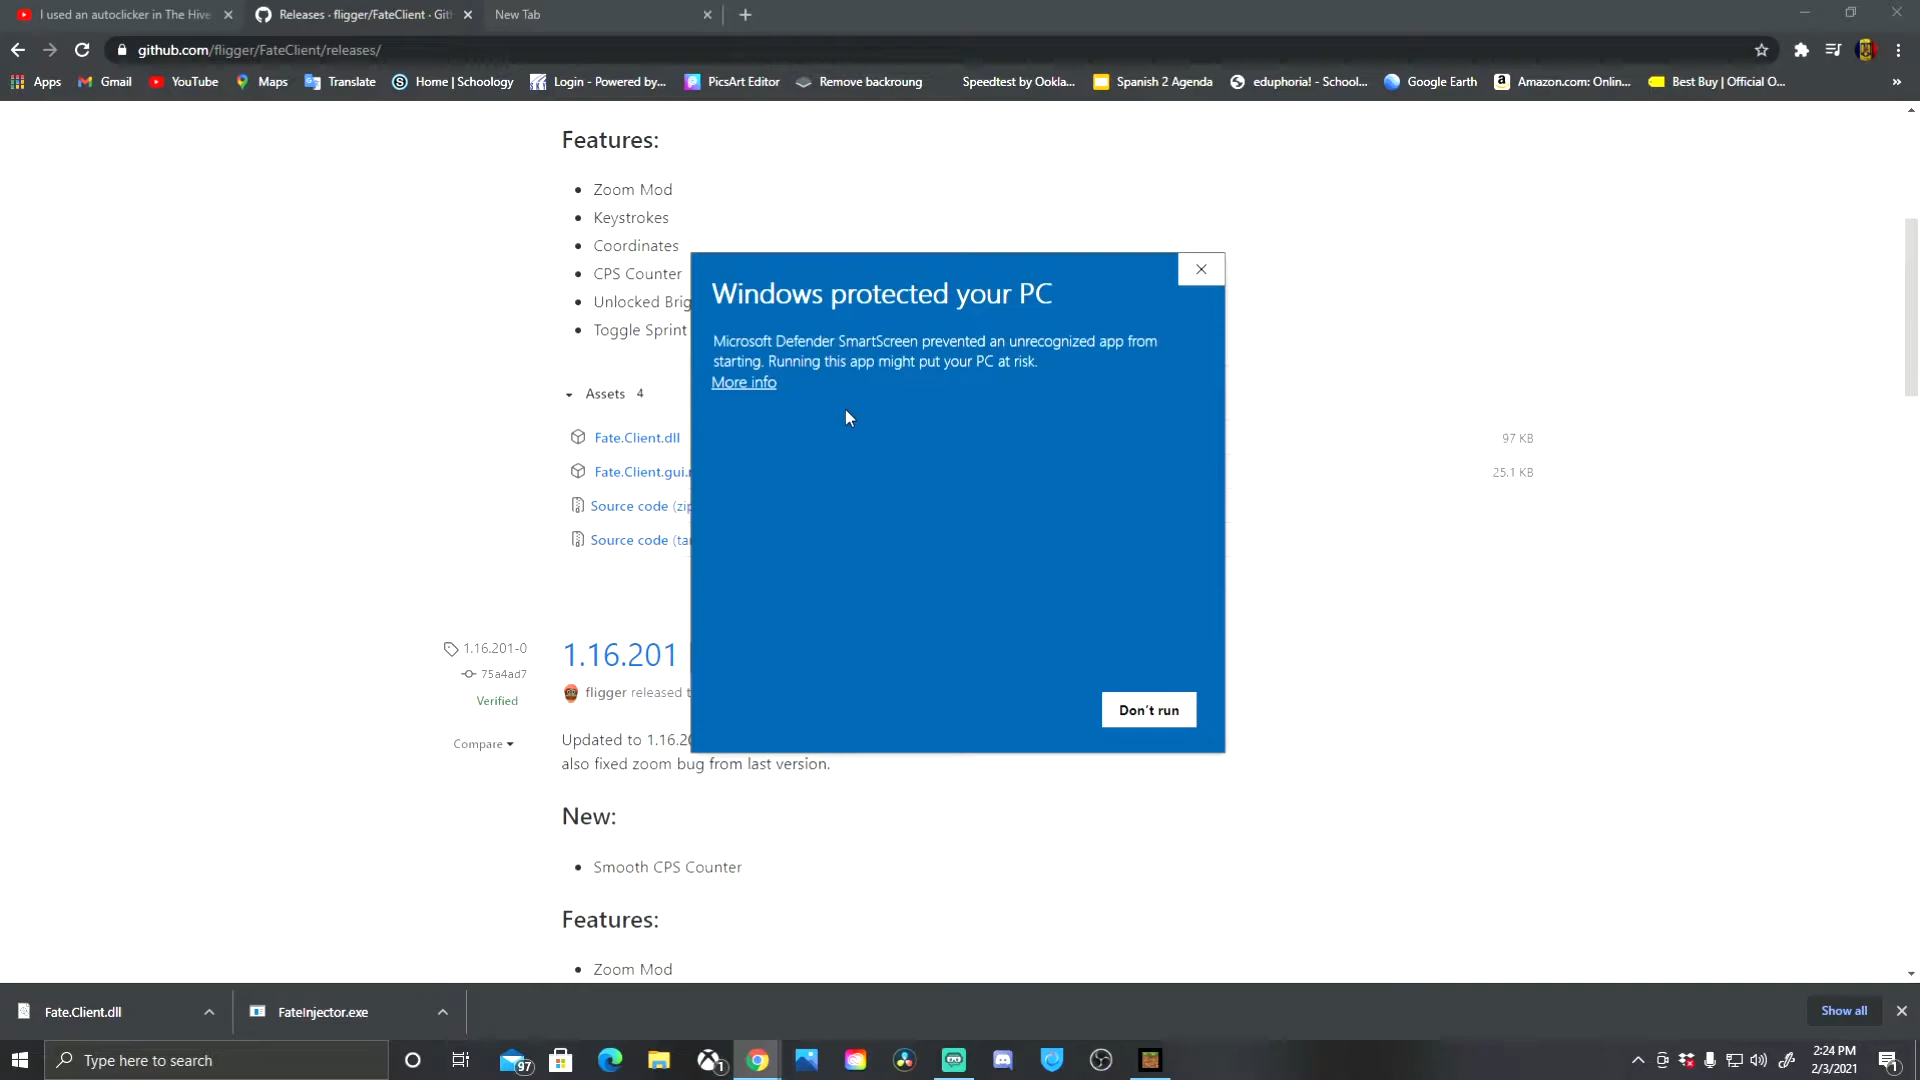 I used an autoclicker in The Hive
Releases · fligger/FateClient · Git
New Tab
github.com/fligger/FateClient/releases/
Apps
Gmail
YouTube
Maps
Translate
Home | Schoology
Login - Powered by...
PicsArt Editor
Remove backroung
Speedtest by Ookla...
Spanish 2 Agenda
eduphoria! - School...
Google Earth
Amazon.com: Onlin...
Best Buy | Official O...
»
Features:
Zoom Mod
Keystrokes
Coordinates
CPS Counter
Unlocked Brig
Toggle Sprint
Windows protected your PC
Microsoft Defender SmartScreen prevented an unrecognized app from
starting. Running this app might put your PC at risk.
More info
Don't run
Assets 4
Fate.Client.dll
97 KB
Fate.Client.gui.r
25.1 KB
Source code (zip
Source code (tar
1.16.201-0
75a4ad7
Verified
Compare
1.16.201
fligger released t
Updated to 1.16.20
also fixed zoom bug from last version.
New:
Smooth CPS Counter
Features:
Zoom Mod
Fate.Client.dll
FateInjector.exe
Show all
Type here to search
97
1
2:24 PM
2/3/2021
1